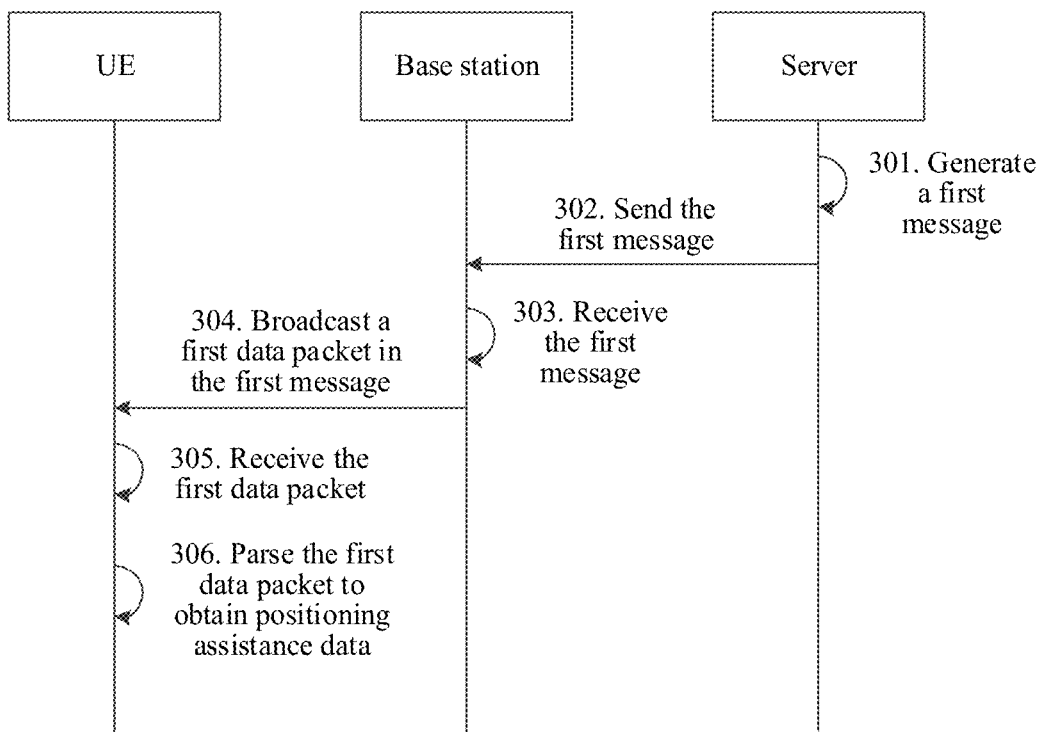 UE
Base station
Server
301. Generate
a first
message
302. Send the
first message
303. Receive
the first
message
304. Broadcast a
first data packet in
the first message
305. Receive the
first data packet
306. Parse the first
data packet to
obtain positioning
assistance data